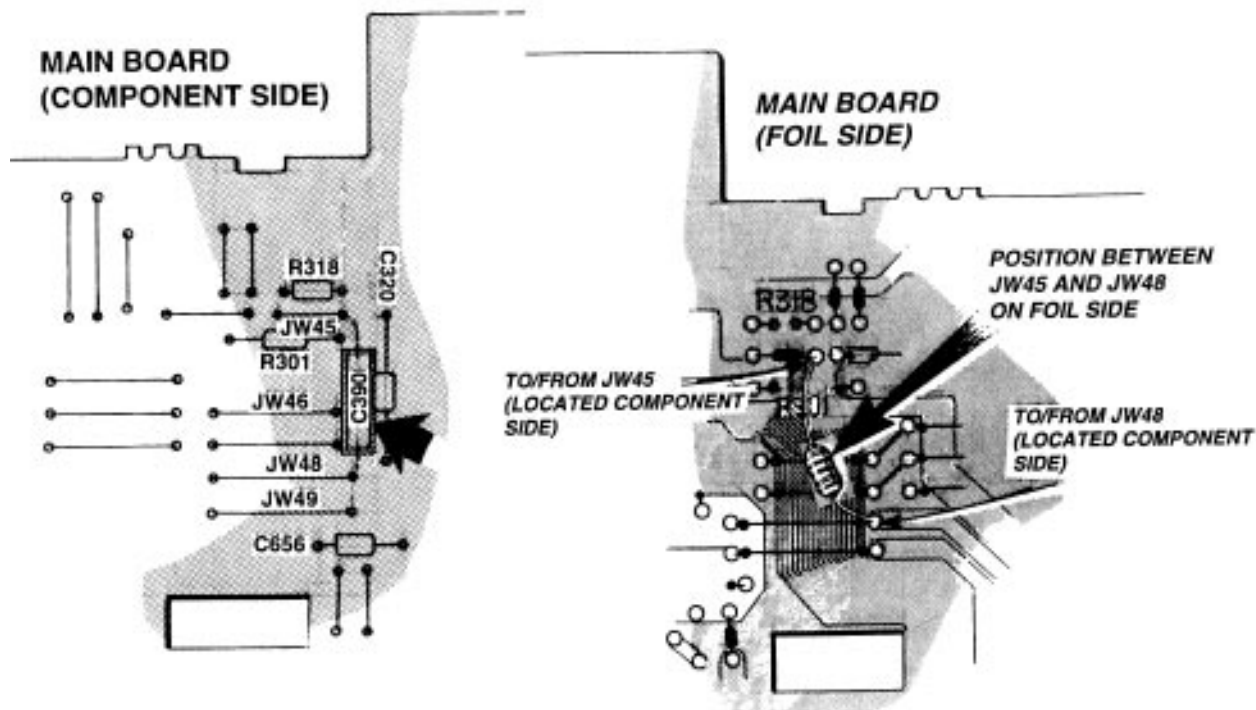 MAIN BOARD
(COMPONENT SIDE)
R318
C320
JW45
R301
C390
JW46
JW48
JW49
C656
MAIN BOARD
(FOIL SIDE)
POSITION BETWEEN
JW45 AND JW48
ON FOIL SIDE
R318
TO/FROM JW45
(LOCATED COMPONENT
SIDE)
TO/FROM JW48
(LOCATED COMPONENT
SIDE)